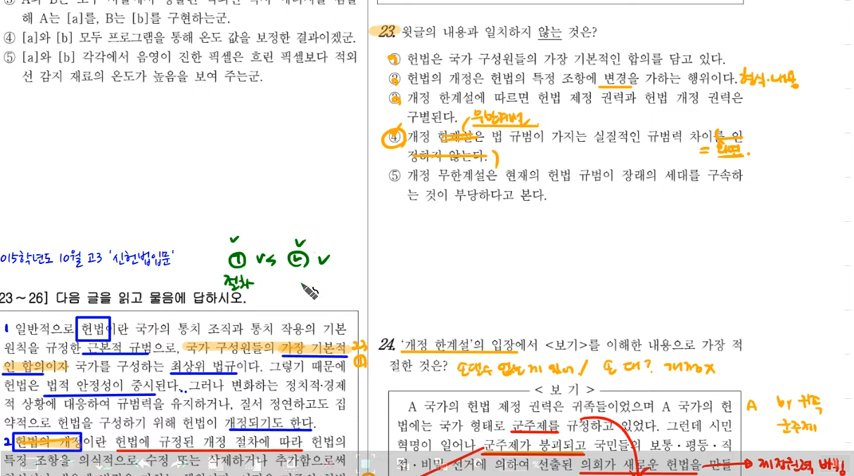 해 A는 [a]를, B는 [b]를 구현하는군.
④ [a]와 [b] 모두 프로그램을 통해 온도 값을 보정한 결과이겠군.
⑤ [a]와 [b] 각각에서 음영이 진한 픽셀은 흐린 픽셀보다 적외
선 감지 재료의 온도가 높음을 보여 주는군.
015학년도 10월 고3 '신헌법입문'
① vs ②
절차
23~26] 다음 글을 읽고 물음에 답하시오.
1 일반적으로 헌법이란 국가의 통치 조직과 통치 작용의 기본
원칙을 규정한 근본적 규범으로, 국가 구성원들의 가장 기본적
인 합의이자 국가를 구성하는 최상위 법규이다. 그렇기 때문에
헌법은 법적 안정성이 중시된다. 그러나 변화하는 정치적·경제
적 상황에 대응하여 규범력을 유지하거나, 질서 정연하고도 집
약적으로 헌법을 구성하기 위해 헌법이 개정되기도 한다.
2 헌법의 개정이란 헌법에 규정된 개정 절차에 따라 헌법의
특정 조항을 의식적으로 수정 또는 삭제하거나 추가함으로써
23. 윗글의 내용과 일치하지 않는 것은?
① 헌법은 국가 구성원들의 가장 기본적인 합의를 담고 있다.
② 헌법의 개정은 헌법의 특정 조항에 변경을 가하는 행위이다. 형식·내용
③ 개정 한계설에 따르면 헌법 제정 권력과 헌법 개정 권력은
구별된다. 무한계설
④ 개정 한계설은 법 규범이 가지는 실질적인 규범력 차이를 인
정하지 않는다.
⑤ 개정 무한계설은 현재의 헌법 규범이 장래의 세대를 구속하
는 것이 부당하다고 본다.
24. '개정 한계설'의 입장에서 <보기>를 이해한 내용으로 가장 적
절한 것은?
< 보 기 >
A 국가의 헌법 제정 권력은 귀족들이었으며 A 국가의 헌
법에는 국가 형태로 군주제를 규정하고 있었다. 그런데 시민
혁명이 일어나 군주제가 붕괴되고 국민들의 보통·평등·직
접·비밀 선거에 의하여 선출된 의회가 새로운 헌법을 만들
A by 귀족
군주제
제정권력 바뀜